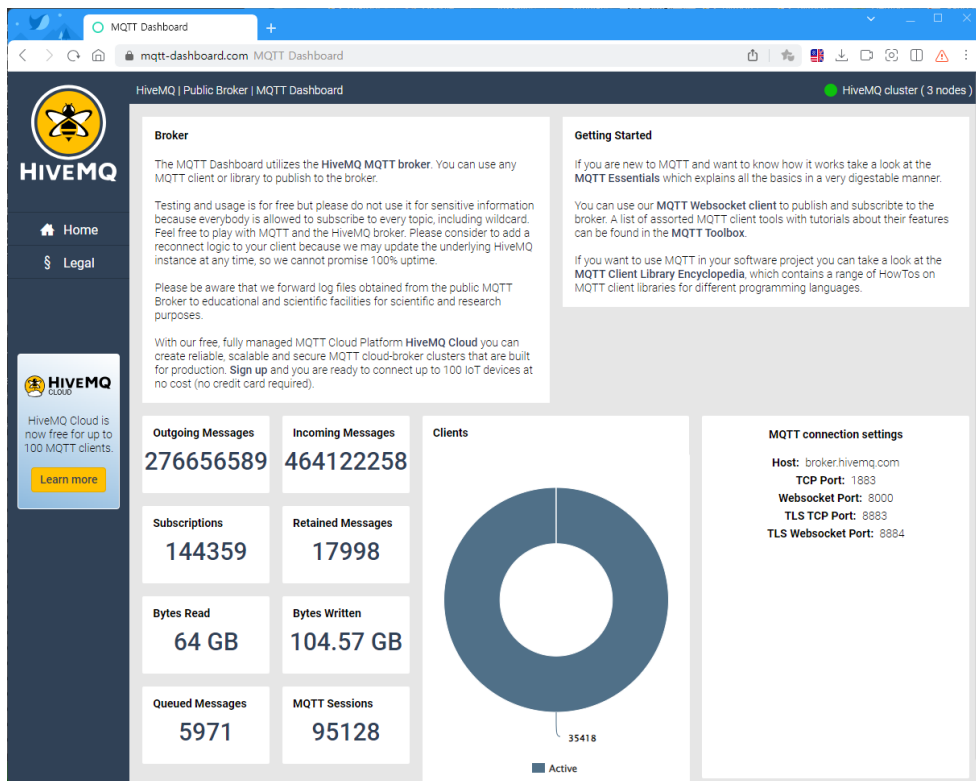 MQTT Dashboard
mqtt-dashboard.com MQTT Dashboard
HiveMQ | Public Broker | MQTT Dashboard
HiveMQ cluster ( 3 nodes )
HIVEMQ
Home
§ Legal
HIVEMQ
CLOUD
HiveMQ Cloud is
now free for up to
100 MQTT clients.
Learn more
Broker
The MQTT Dashboard utilizes the HiveMQ MQTT broker. You can use any
MQTT client or library to publish to the broker.
Testing and usage is for free but please do not use it for sensitive information
because everybody is allowed to subscribe to every topic, including wildcard.
Feel free to play with MQTT and the HiveMQ broker. Please consider to add a
reconnect logic to your client because we may update the underlying HiveMQ
instance at any time, so we cannot promise 100% uptime.
Please be aware that we forward log files obtained from the public MQTT
Broker to educational and scientific facilities for scientific and research
purposes.
With our free, fully managed MQTT Cloud Platform HiveMQ Cloud you can
create reliable, scalable and secure MQTT cloud-broker clusters that are built
for production. Sign up and you are ready to connect up to 100 IoT devices at
no cost (no credit card required).
Getting Started
If you are new to MQTT and want to know how it works take a look at the
MQTT Essentials which explains all the basics in a very digestable manner.
You can use our MQTT Websocket client to publish and subscribe to the
broker. A list of assorted MQTT client tools with tutorials about their features
can be found in the MQTT Toolbox.
If you want to use MQTT in your software project you can take a look at the
MQTT Client Library Encyclopedia, which contains a range of HowTos on
MQTT client libraries for different programming languages.
Outgoing Messages
276656589
Incoming Messages
464122258
Subscriptions
144359
Retained Messages
17998
Bytes Read
64 GB
Bytes Written
104.57 GB
Queued Messages
5971
MQTT Sessions
95128
Clients
35418
Active
MQTT connection settings
Host: broker.hivemq.com
TCP Port: 1883
Websocket Port: 8000
TLS TCP Port: 8883
TLS Websocket Port: 8884